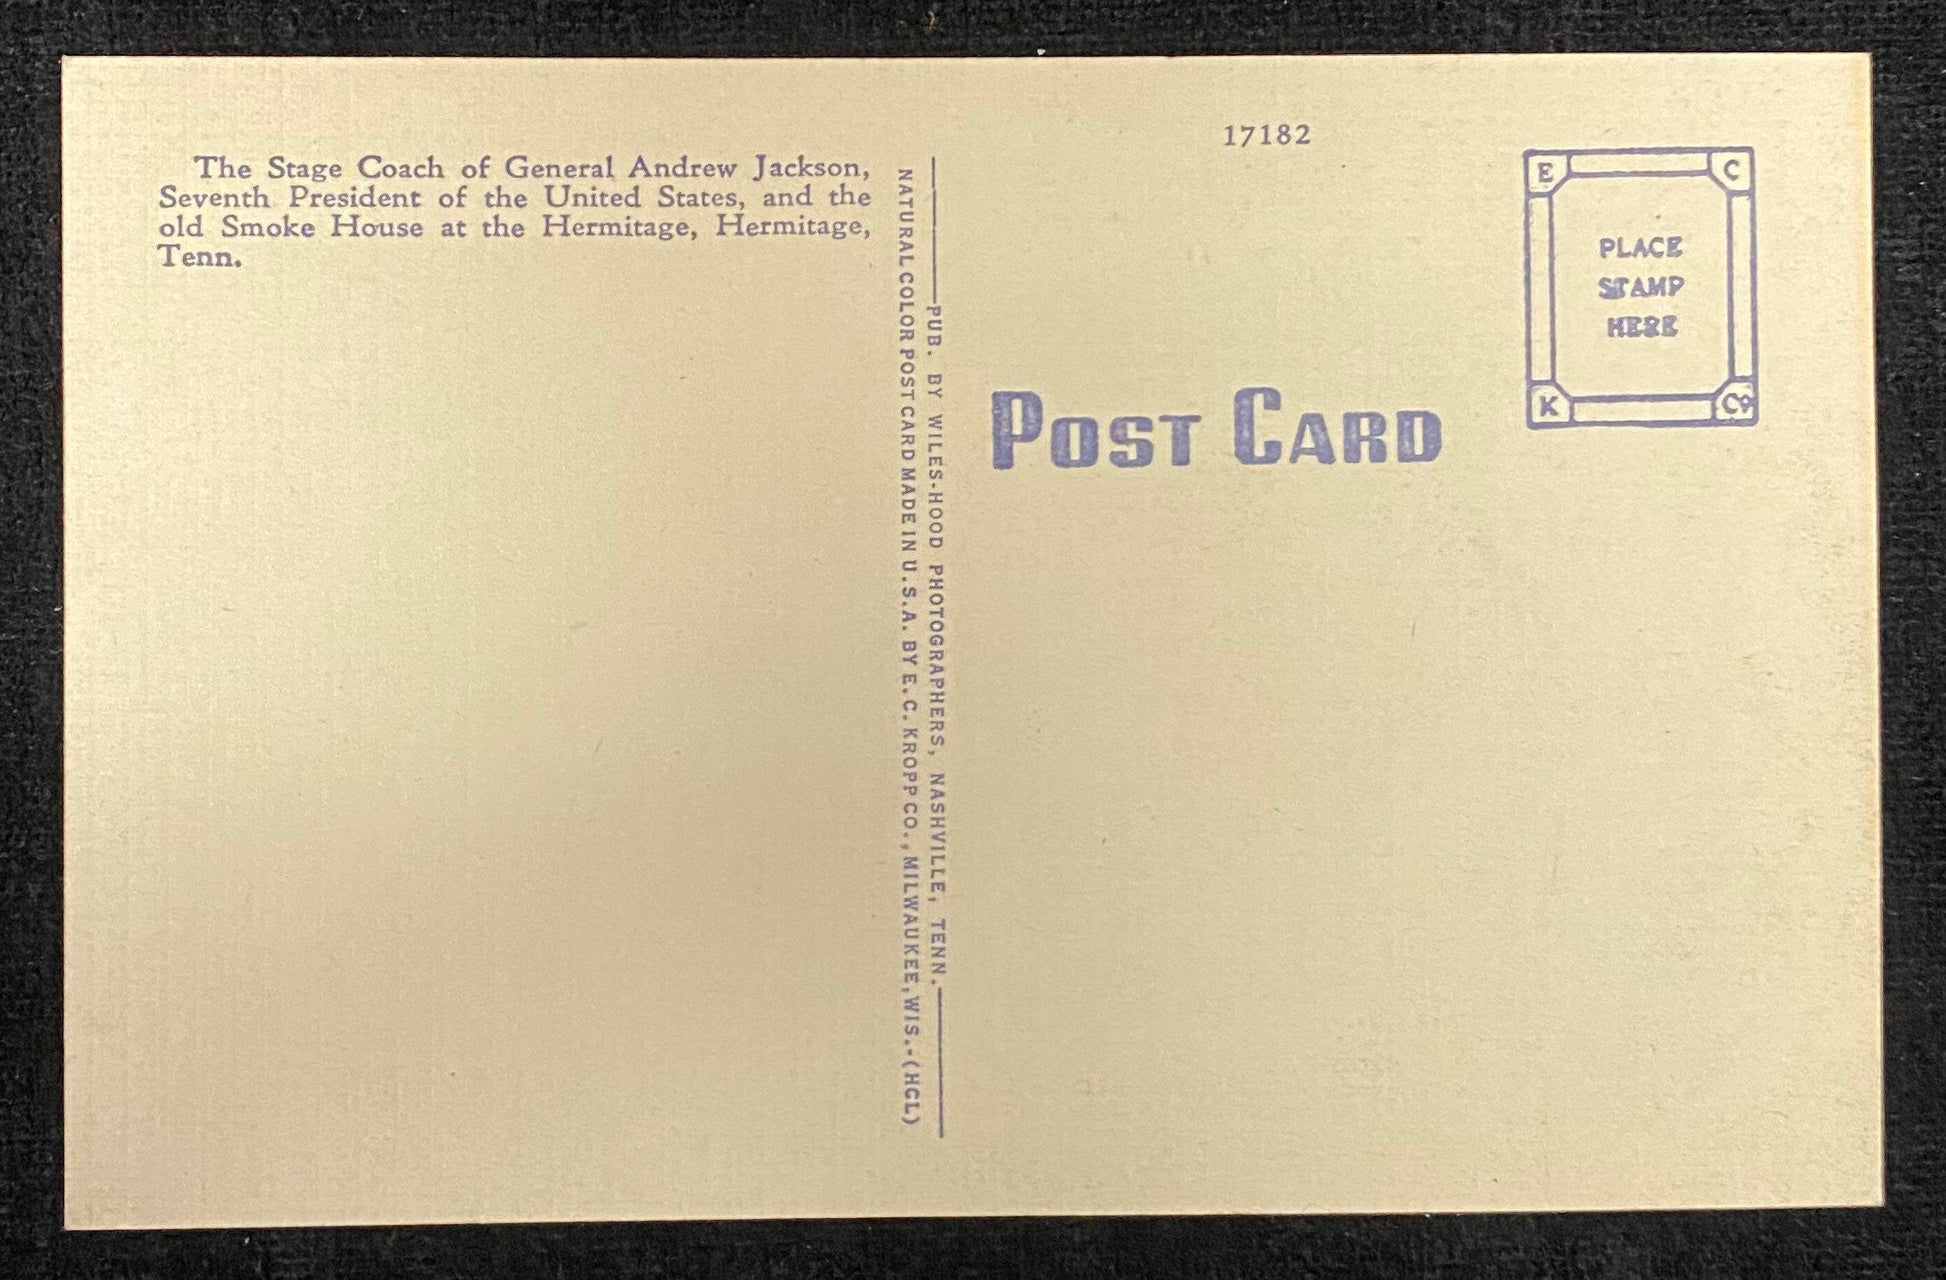 The Stage Coach of General Andrew Jackson,
Seventh President of the United States, and the
old Smoke House at the Hermitage, Hermitage,
Tenn.
PUB. BY WILES-HOOD PHOTOGRAPHERS, NASHVILLE, TENN.
NATURAL COLOR POST CARD MADE IN U.S.A. BY E. C. KROPP CO., MILWAUKEE, WIS.-(HCL)
17182
POST CARD
E C
PLACE
STAMP
HERE
K Co